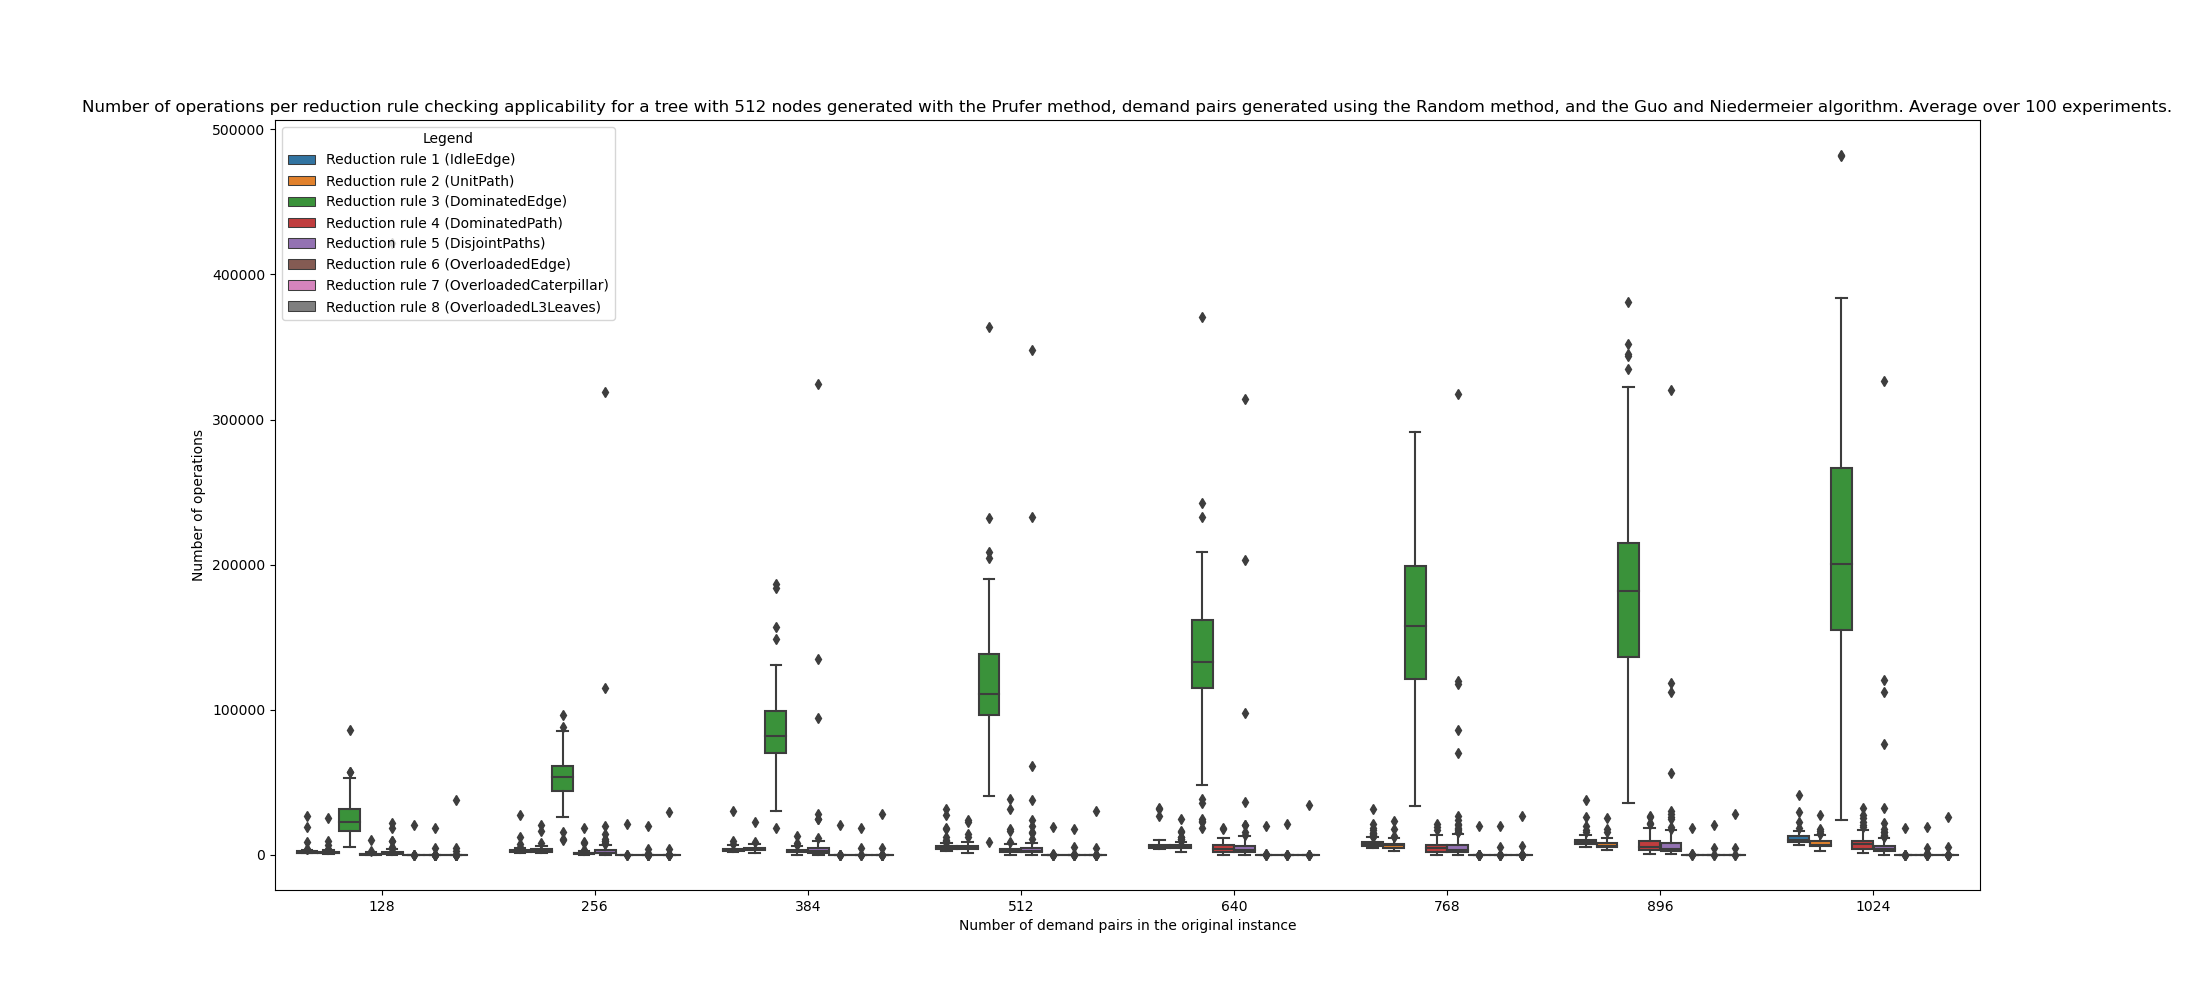 Number of operations per reduction rule checking applicability for a tree with 512 nodes generated with the Prufer method, demand pairs generated using the Random method, and the Guo and Niedermeier algorithm. Average over 100 experiments.
Legend
Reduction rule 1 (IdleEdge)
Reduction rule 2 (UnitPath)
Reduction rule 3 (DominatedEdge)
Reduction rule 4 (DominatedPath)
Reduction rule 5 (DisjointPaths)
Reduction rule 6 (OverloadedEdge)
Reduction rule 7 (OverloadedCaterpillar)
Reduction rule 8 (OverloadedL3Leaves)
Number of operations
500000
400000
300000
200000
100000
0
128 256 384 512 640 768 896 1024
Number of demand pairs in the original instance